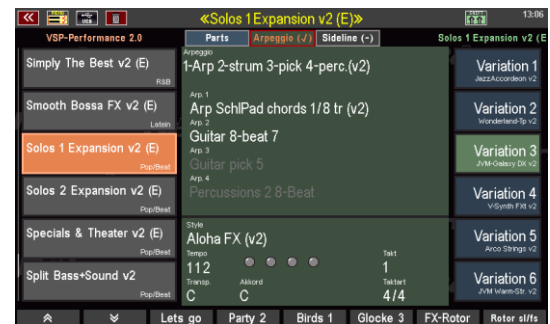 «Solos 1 Expansion v2 (E)»
13:06
VSP-Performance 2.0
Parts
Arpeggio (√)
Sideline (-)
Solos 1 Expansion v2 (E
Simply The Best v2 (E)
R&B
Smooth Bossa FX v2 (E)
Latein
Solos 1 Expansion v2 (E)
Pop/Beat
Solos 2 Expansion v2 (E)
Pop/Beat
Specials & Theater v2 (E)
Pop/Beat
Split Bass+Sound v2
Pop/Beat
Arpeggio
1-Arp 2-strum 3-pick 4-perc.(v2)
Arp. 1
Arp SchlPad chords 1/8 tr (v2)
Arp. 2
Guitar 8-beat 7
Arp. 3
Guitar pick 5
Arp. 4
Percussions 2 8-Beat
Style
Aloha FX (v2)
Tempo
112
Takt
1
Transp.
C
Akkord
C
Taktart
4/4
Variation 1
JazzAccordeon v2
Variation 2
Wonderland-Tp v2
Variation 3
JVM-Galaxy DX v2
Variation 4
V-Synth FXt v2
Variation 5
Arco Strings v2
Variation 6
JVM Warm-Str. v2
Lets go
Party 2
Birds 1
Glocke 3
FX-Rotor
Rotor sl/fs